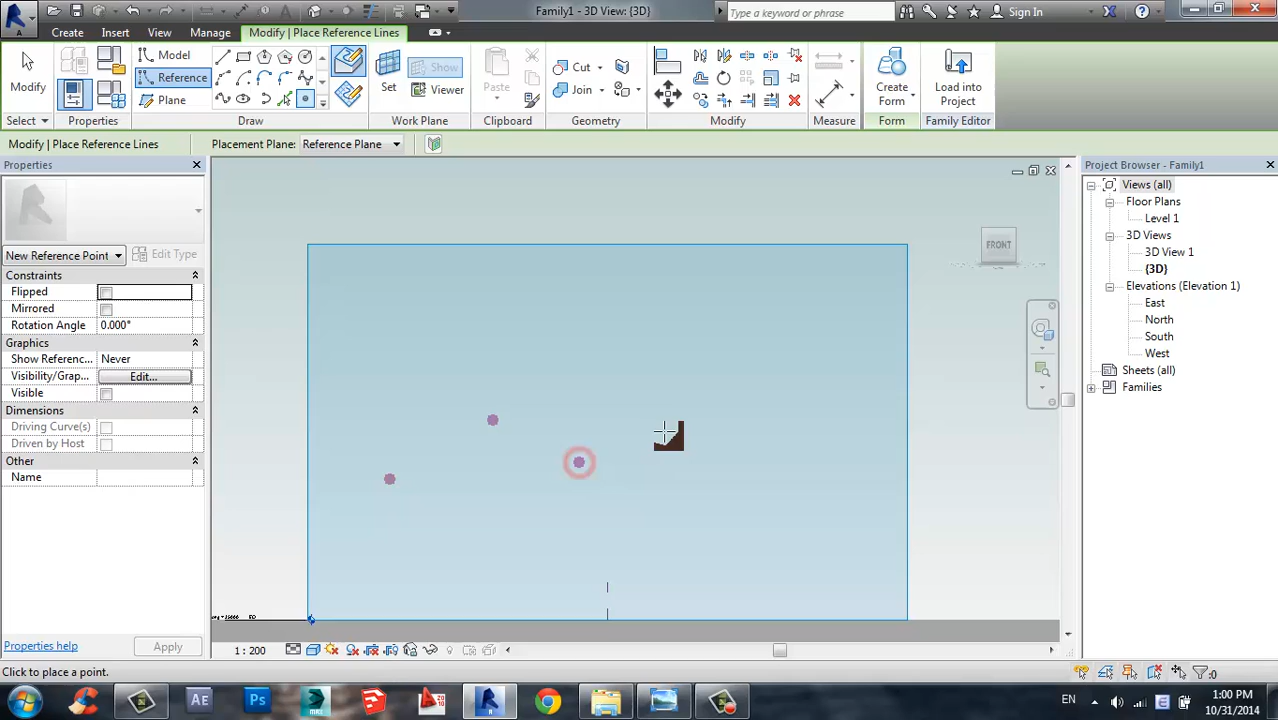 Family1 - 3D View: {3D}
Type a keyword or phrase
Sign In
Create
Insert
View
Manage
Modify | Place Reference Lines
Modify
Model
Reference
Plane
Set
Show
Viewer
Paste
Cut
Join
Create Form
Load into Project
Select
Properties
Draw
Work Plane
Clipboard
Geometry
Modify
Measure
Form
Family Editor
Modify | Place Reference Lines
Placement Plane: Reference Plane
Properties
New Reference Point
Edit Type
Constraints
Flipped
Mirrored
Rotation Angle 0.000°
Graphics
Show Referenc... Never
Visibility/Grap... Edit...
Visible
Dimensions
Driving Curve(s)
Driven by Host
Other
Name
Properties help
Apply
FRONT
Project Browser - Family1
Views (all)
Floor Plans
Level 1
3D Views
3D View 1
{3D}
Elevations (Elevation 1)
East
North
South
West
Sheets (all)
Families
1 : 200
Click to place a point.
:0
Ae
Ps
EN
1:00 PM
10/31/2014